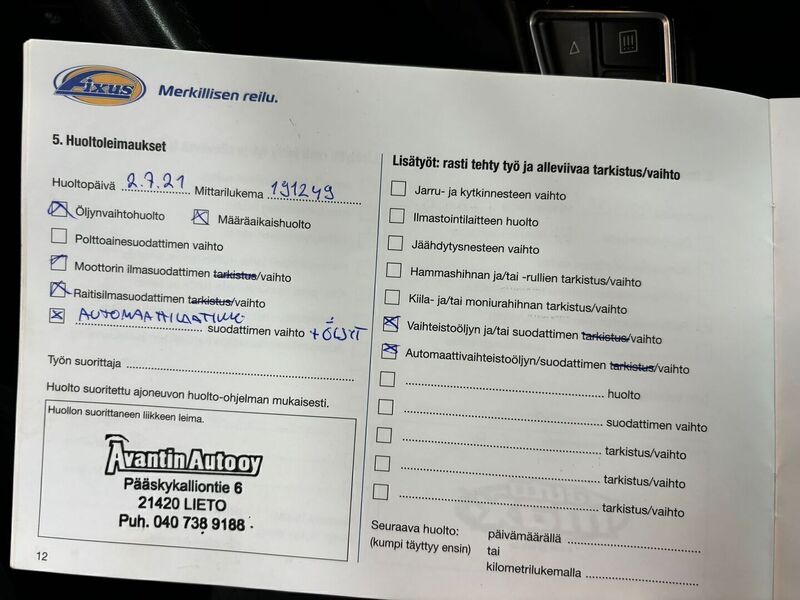 Fixus
Merkillisen reilu.
5. Huoltoleimaukset
Huoltopäivä 2.7.21 Mittarilukema 191249
Öljynvaihtohuolto Määräaikaishuolto
Polttoainesuodattimen vaihto
Moottorin ilmasuodattimen tarkistus/vaihto
Raitisilmasuodattimen tarkistus/vaihto
suodattimen vaihto + ÖLJYT
Työn suorittaja
Huolto suoritettu ajoneuvon huolto-ohjelman mukaisesti.
Huollon suorittaneen liikkeen leima.
Avantin Auto oy
Pääskykalliontie 6
21420 LIETO
Puh. 040 738 9188
12
Lisätyöt: rasti tehty työ ja alleviivaa tarkistus/vaihto
Jarru- ja kytkinnesteen vaihto
Ilmastointilaitteen huolto
Jäähdytysnesteen vaihto
Hammashihnan ja/tai -rullien tarkistus/vaihto
Kiila- ja/tai moniurahihnan tarkistus/vaihto
Vaihteistoöljyn ja/tai suodattimen tarkistus/vaihto
Automaattivaihteistoöljyn/suodattimen tarkistus/vaihto
huolto
suodattimen vaihto
tarkistus/vaihto
tarkistus/vaihto
tarkistus/vaihto
Seuraava huolto: päivämäärällä
(kumpi täyttyy ensin) tai
kilometrilukemalla